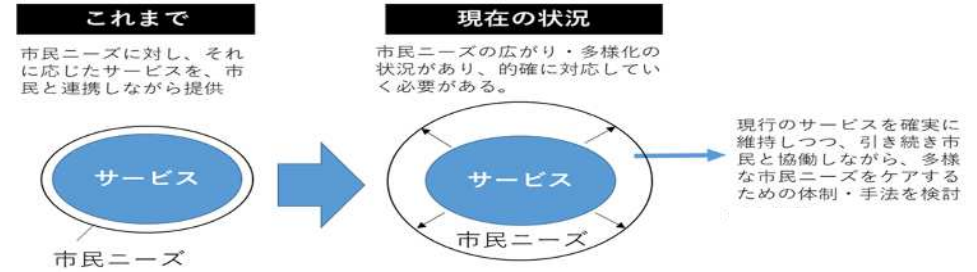 これまで
市民ニーズに対し、それ
に応じたサービスを、市
民と連携しながら提供
サービス
市民ニーズ
現在の状況
市民ニーズの広がり・多様化の
状況があり、的確に対応してい
く必要がある。
サービス
市民ニーズ
現行のサービスを確実に
維持しつつ、引き続き市
民と協働しながら、多様
な市民ニーズをケアする
ための体制・手法を検討